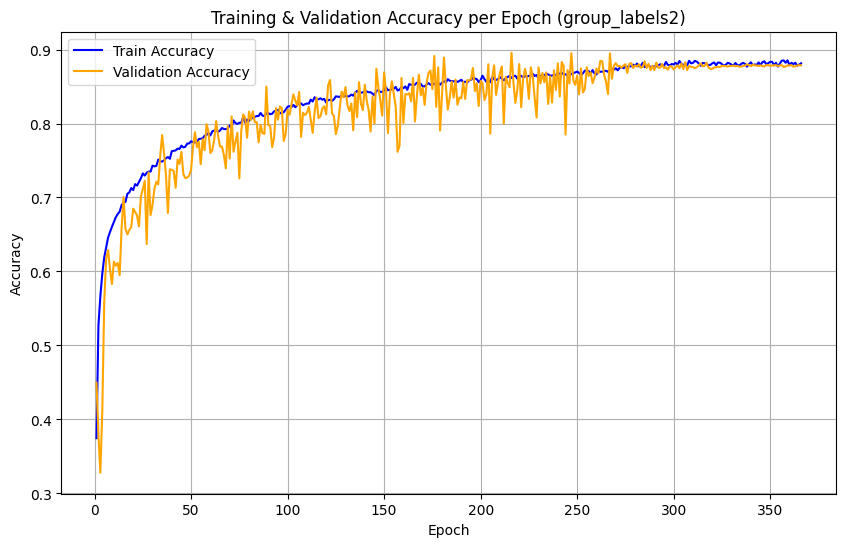 Training & Validation Accuracy per Epoch (group_labels2)
Train Accuracy
Validation Accuracy
Accuracy
0.9
0.8
0.7
0.6
0.5
0.4
0.3
0 50 100 150 200 250 300 350
Epoch